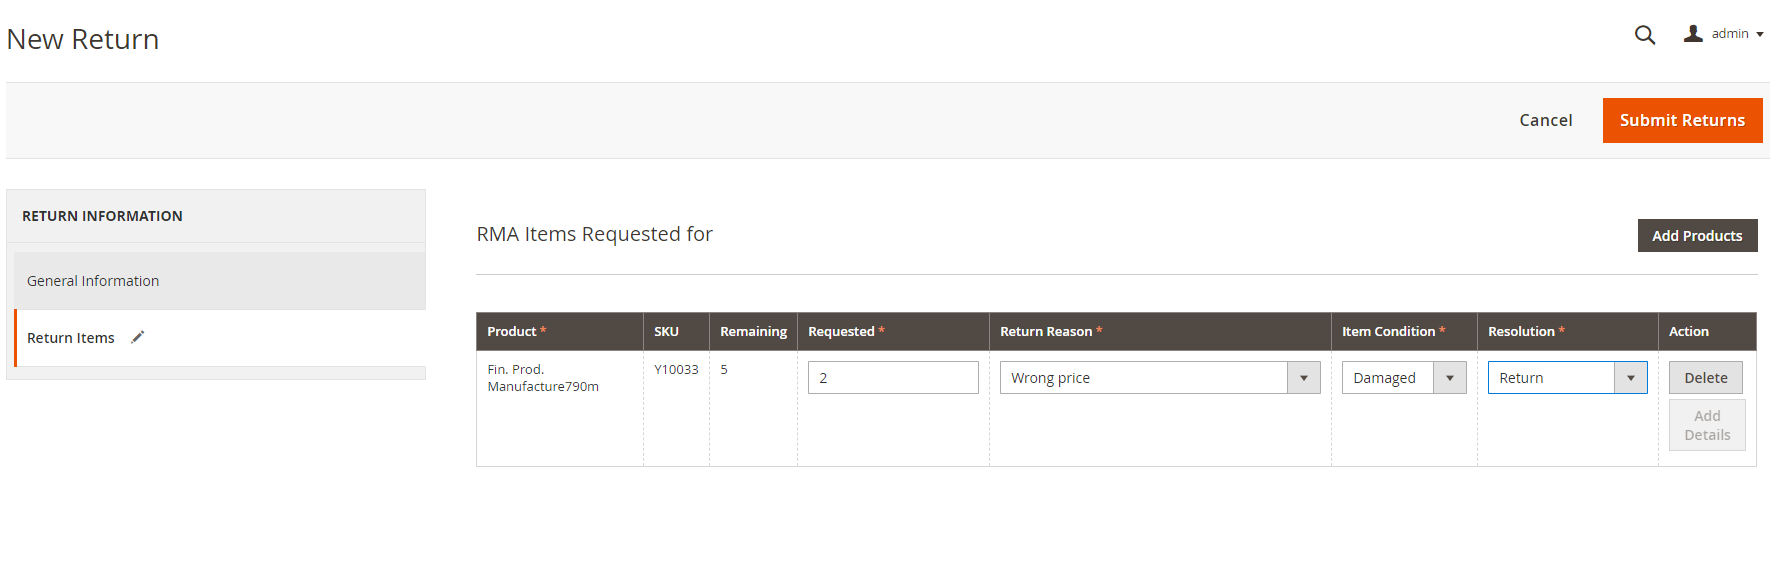 New Return
admin
Cancel
Submit Returns
RETURN INFORMATION
General Information
Return Items
RMA Items Requested for
Add Products
Product * SKU Remaining Requested * Return Reason * Item Condition * Resolution * Action
Fin. Prod. Y10033 5 2 Wrong price Damaged Return Delete
Manufacture790m
Add
Details